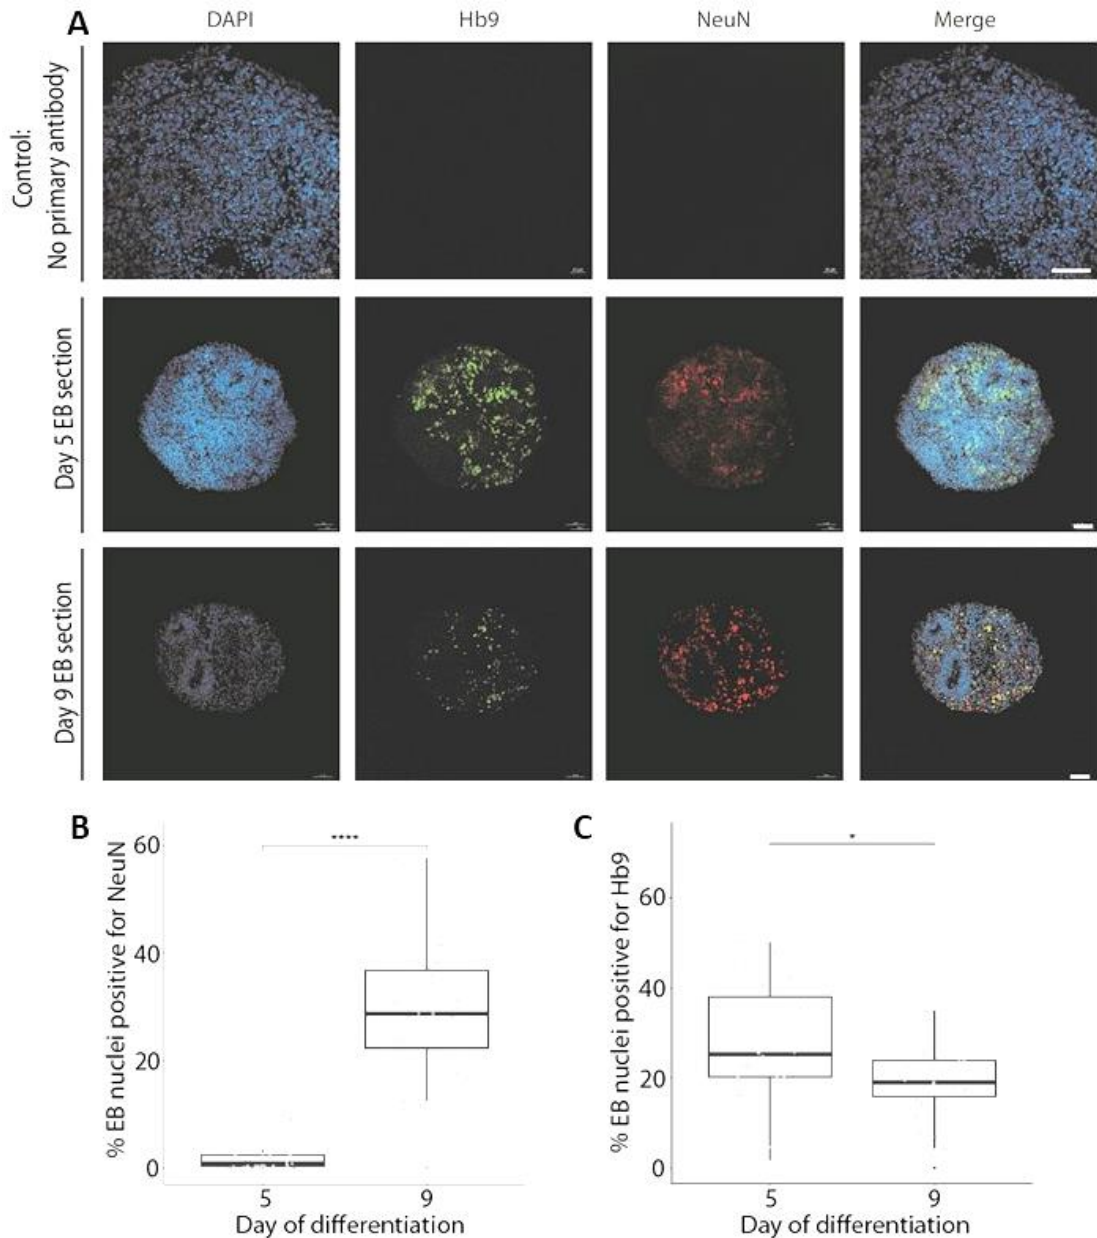 A
DAPI
Hb9
NeuN
Merge
Control:
No primary antibody
Day 5 EB section
Day 9 EB section
B
% EB nuclei positive for NeuN
60
40
20
0
****
5
9
Day of differentiation
C
% EB nuclei positive for Hb9
60
40
20
0
*
5
9
Day of differentiation